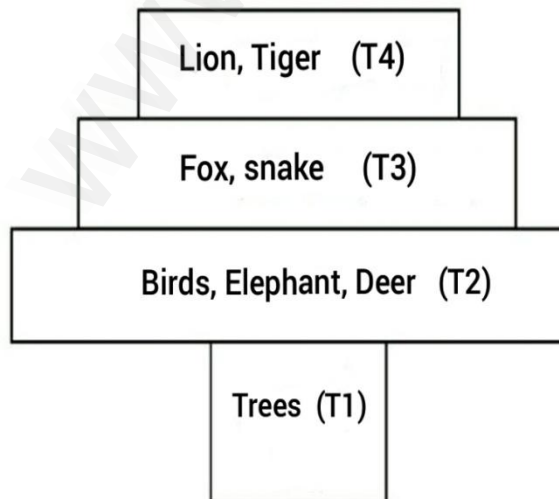 Lion, Tiger (T4)
Fox, snake (T3)
Birds, Elephant, Deer (T2)
Trees (T1)